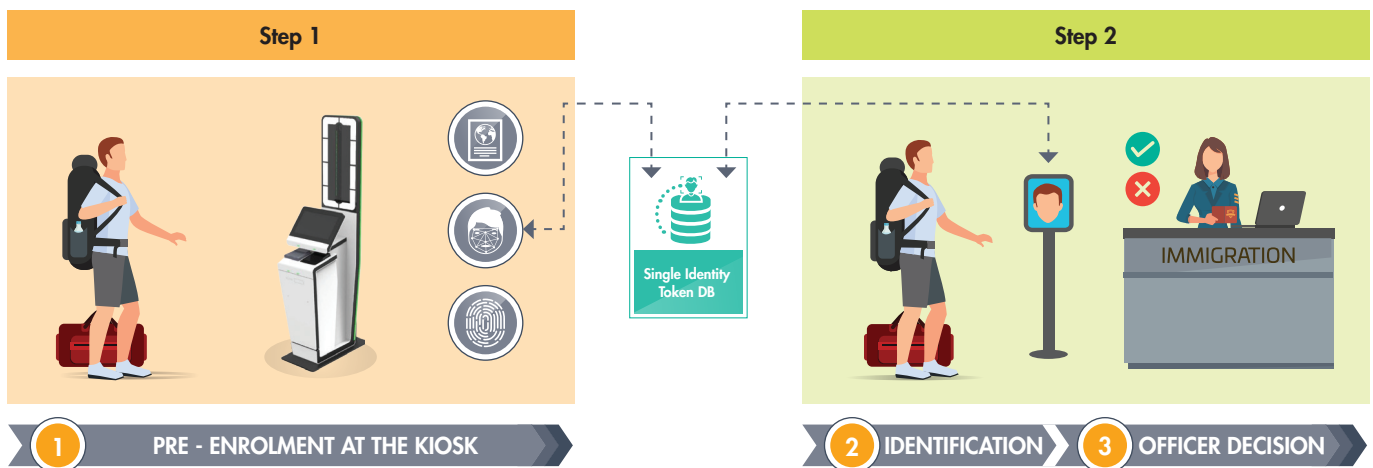 Step 1
Step 2
Single Identity
Token DB
IMMIGRATION
1 PRE - ENROLMENT AT THE KIOSK
2 IDENTIFICATION
3 OFFICER DECISION